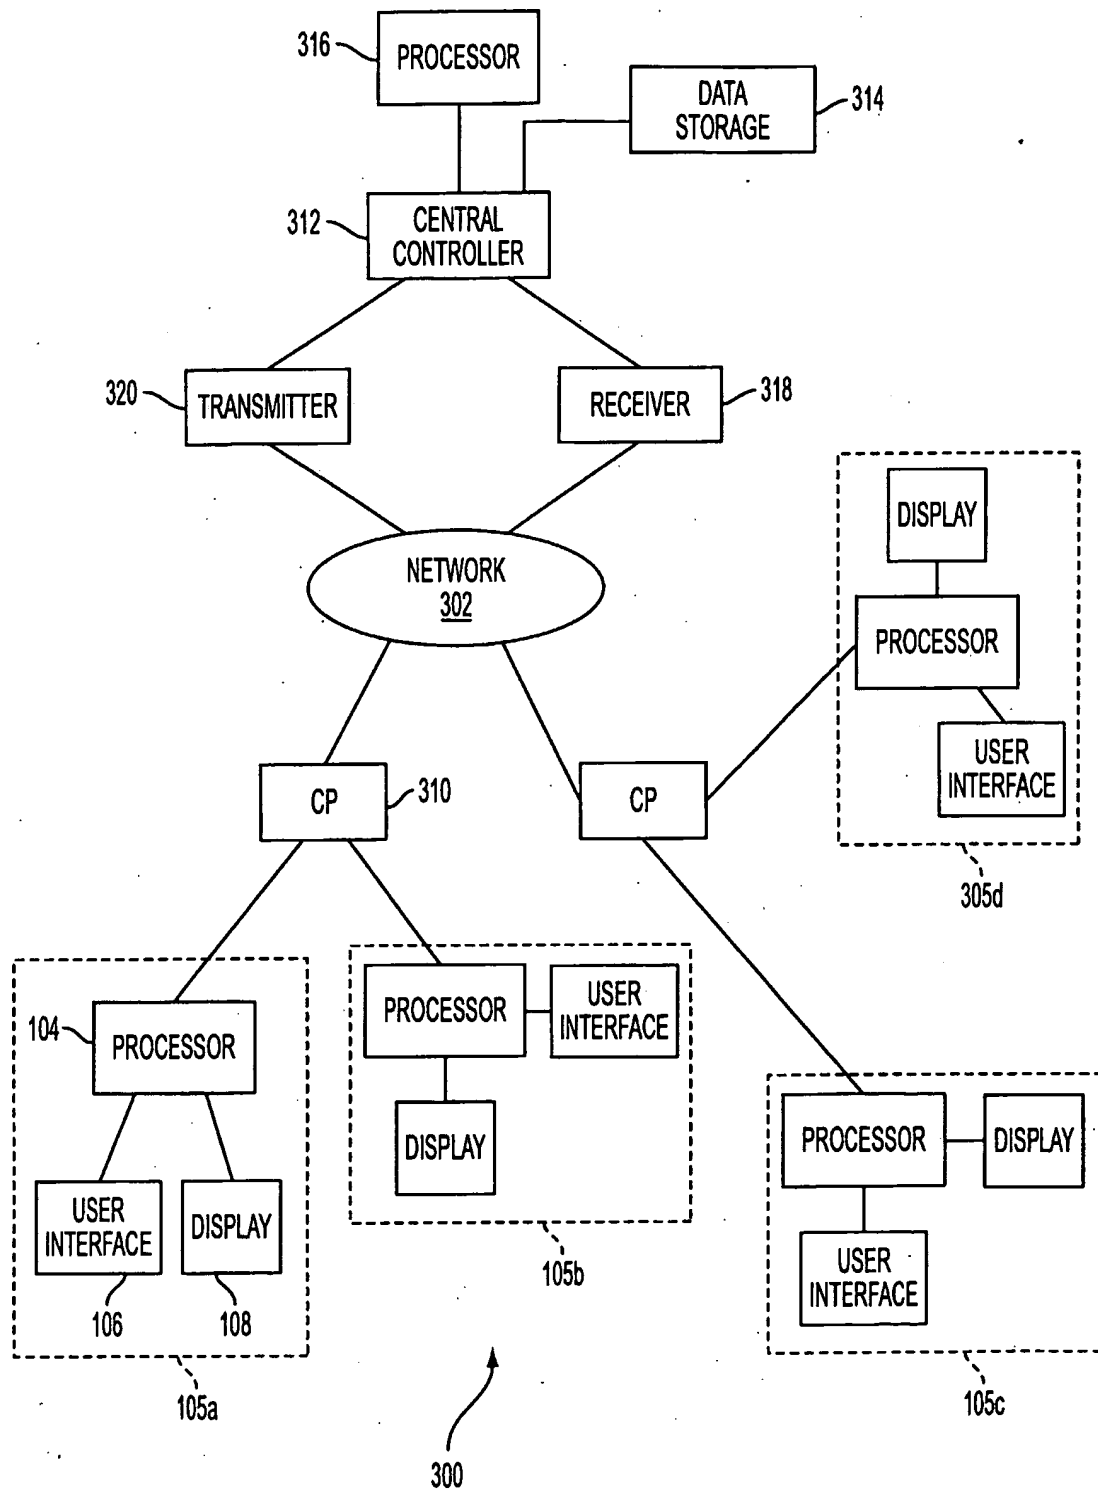 316
PROCESSOR
DATA
STORAGE
314
312
CENTRAL
CONTROLLER
320
TRANSMITTER
RECEIVER
318
NETWORK
302
DISPLAY
PROCESSOR
USER
INTERFACE
305d
CP
310
CP
104
PROCESSOR
USER
INTERFACE
DISPLAY
106
108
105a
PROCESSOR
USER
INTERFACE
DISPLAY
105b
PROCESSOR
DISPLAY
USER
INTERFACE
105c
300